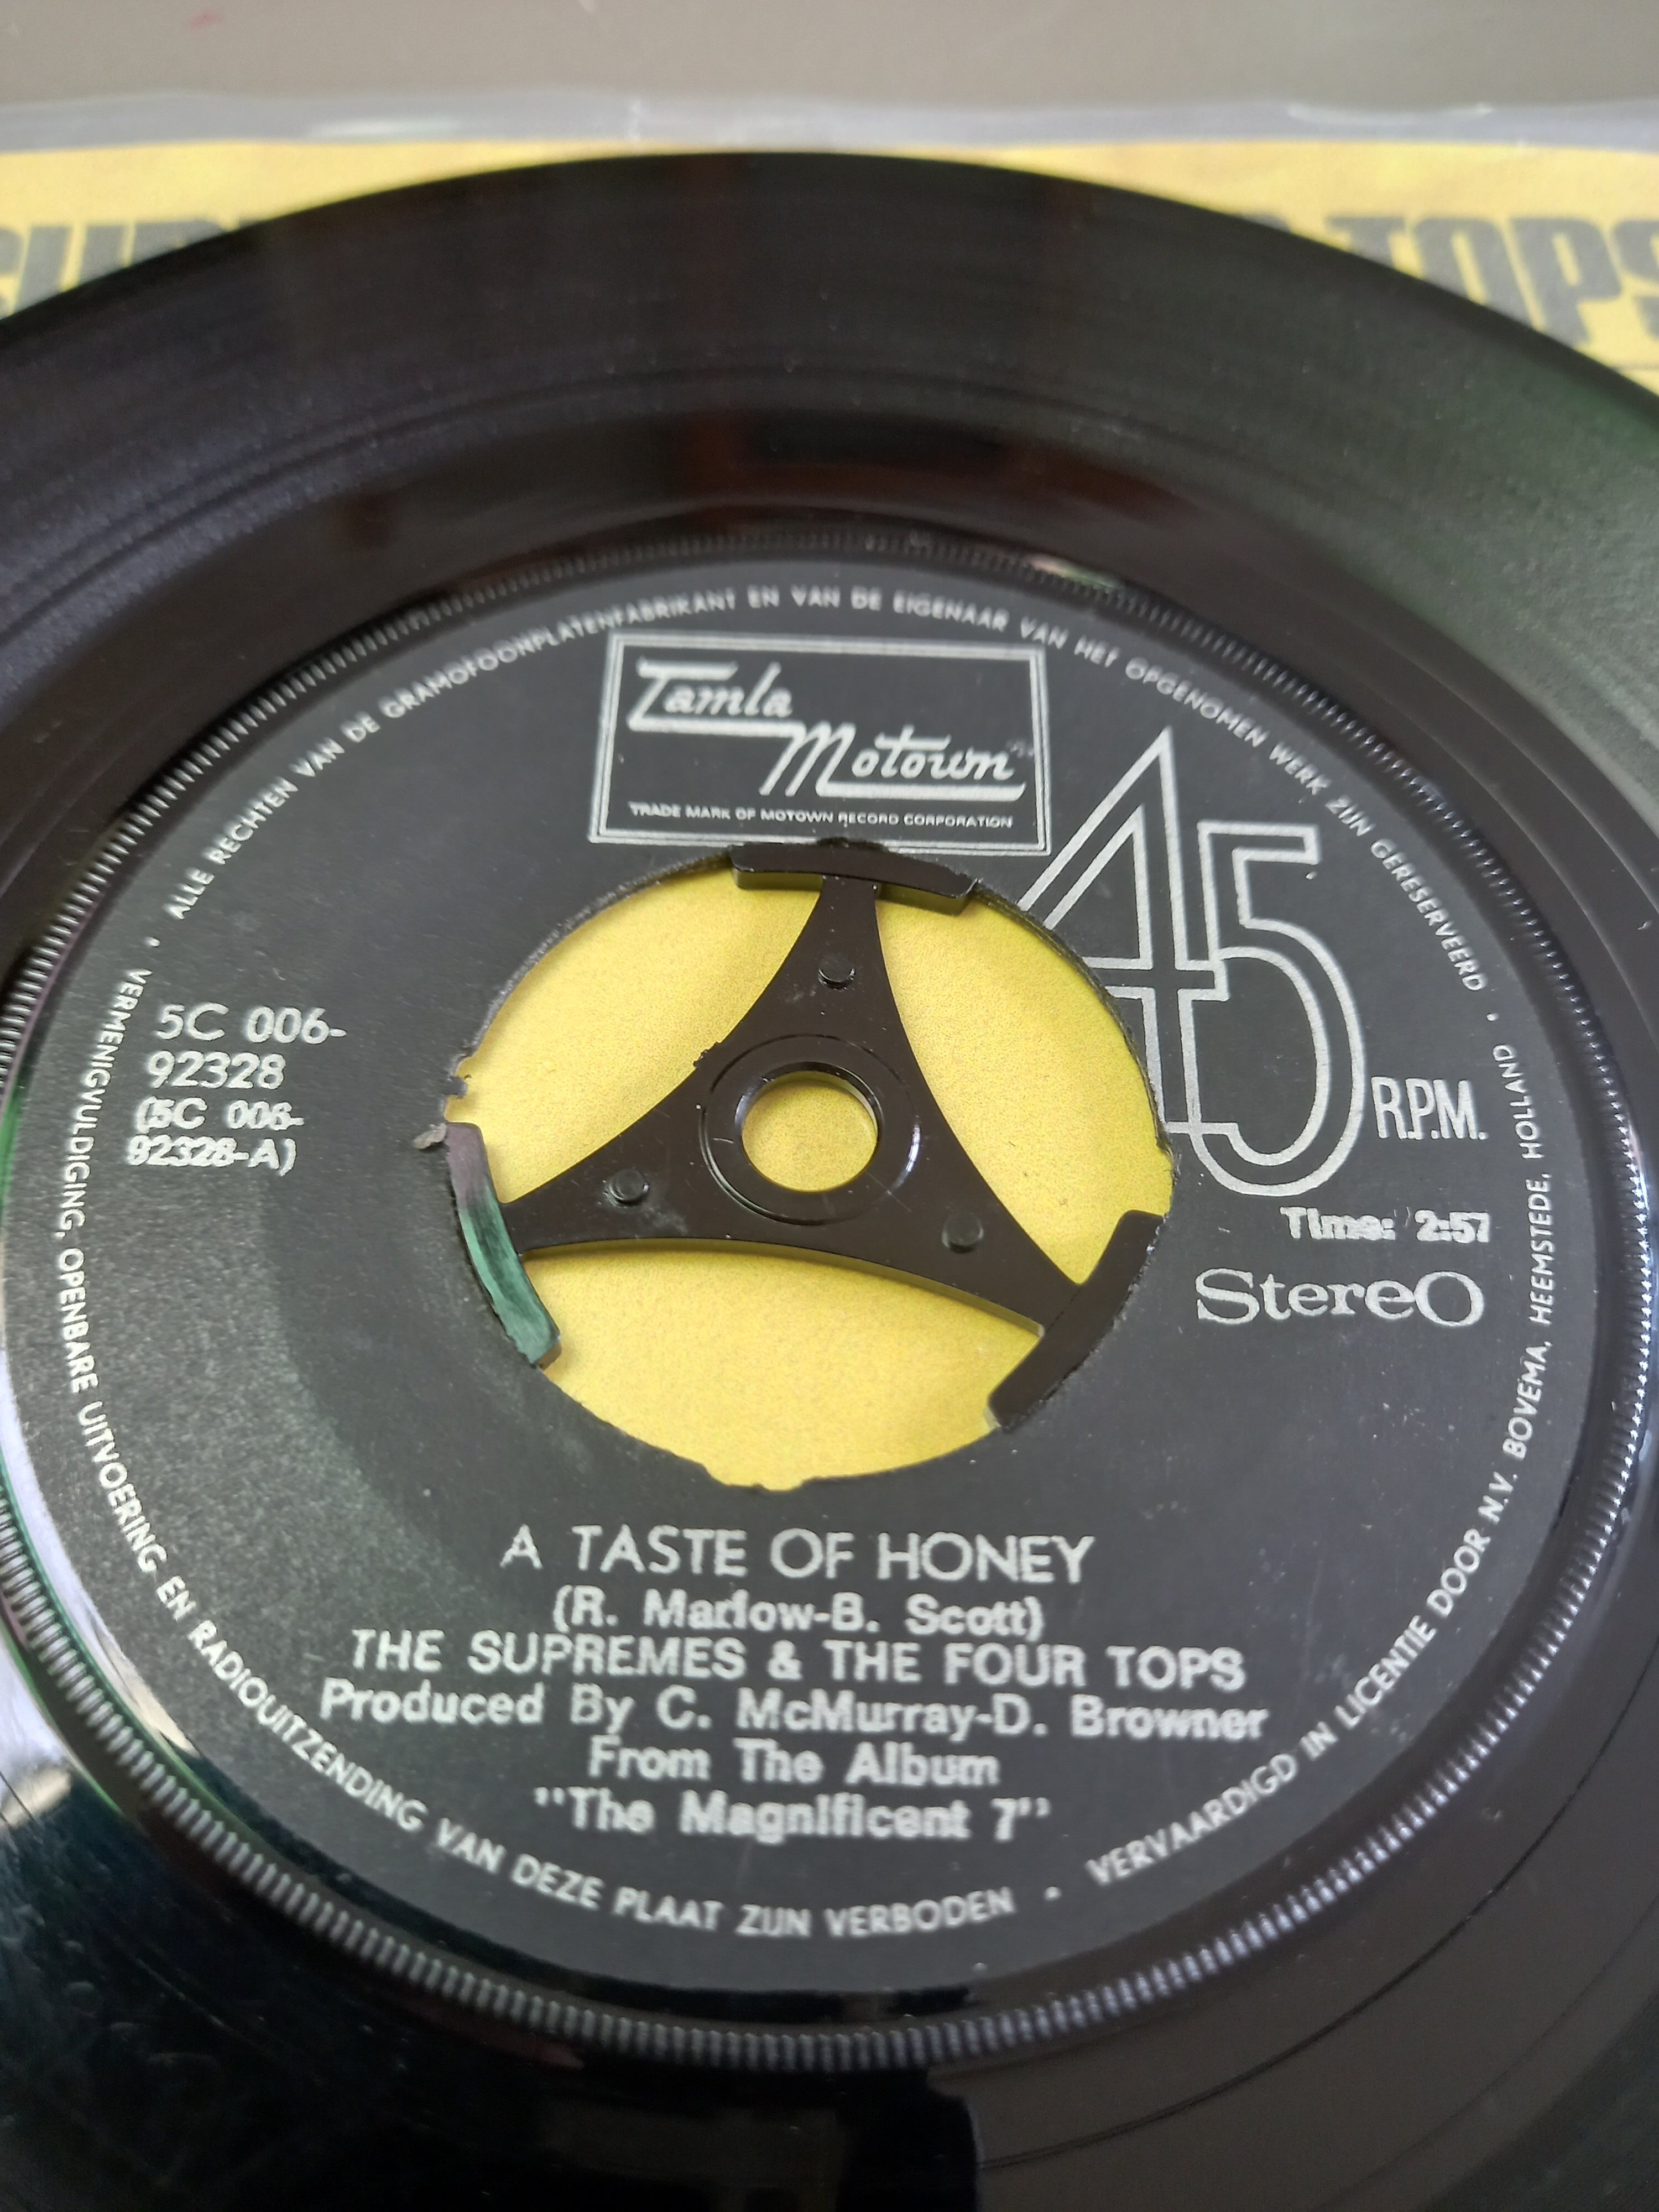 TOPS
• ALLE RECHTEN VAN DE GRAMOFOONPLATENFABRIKANT EN VAN DE EIGENAAR VAN HET OPGENOMEN WERK ZIJN GERESERVEERD •
Tamla
Motown
TRADE MARK OF MOTOWN RECORD CORPORATION
45
R.P.M.
5C 006-
92328
(5C 006-
92328-A)
Time: 2:57
Stereo
A TASTE OF HONEY
(R. Marlow-B. Scott)
THE SUPREMES & THE FOUR TOPS
Produced By C. McMurray-D. Browner
From The Album
"The Magnificent 7"
VERMENIGVULDIGING, OPENBARE UITVOERING EN RADIOUITZENDING VAN DEZE PLAAT ZIJN VERBODEN •
VERVAARDIGD IN LICENTIE DOOR N.V. BOVEMA, HEEMSTEDE, HOLLAND